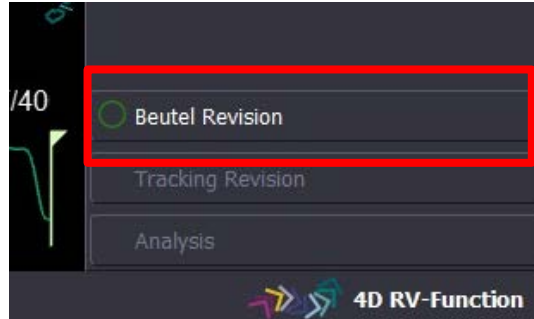 /40
Beutel Revision
Tracking Revision
Analysis
4D RV-Function